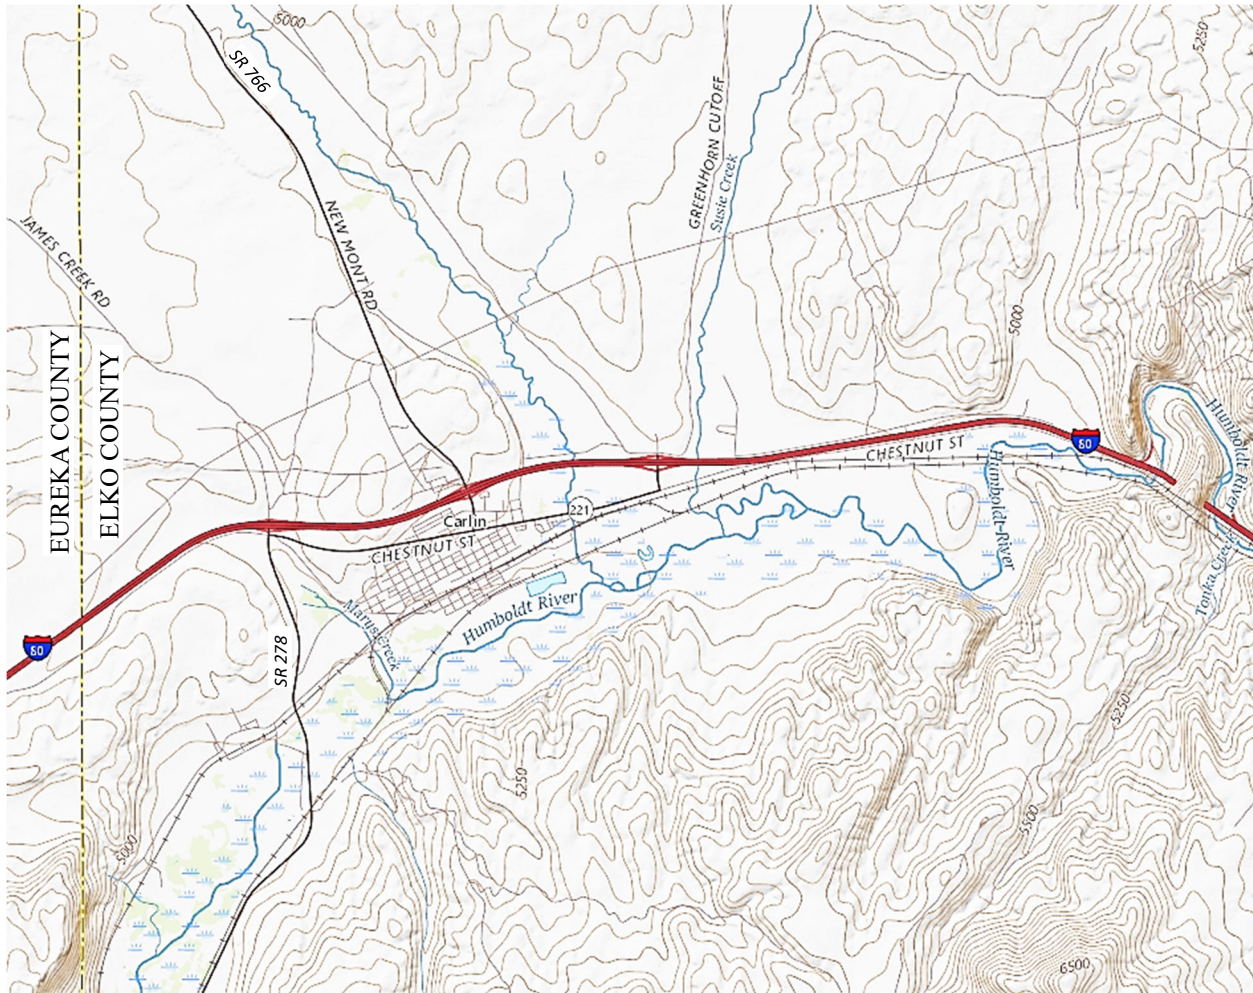 5000
SR 766
5250
GREENHORN CUTOFF
Susie Creek
NEW MONT RD
JAMES CREEK RD
5000
EUREKA COUNTY
ELKO COUNTY
Humboldt River
80
CHESTNUT ST
Humboldt River
221
Carlin
CHESTNUT ST
Tonka Creek
Humboldt River
Marys Creek
80
SR 278
5250
5250
5500
5000
6500